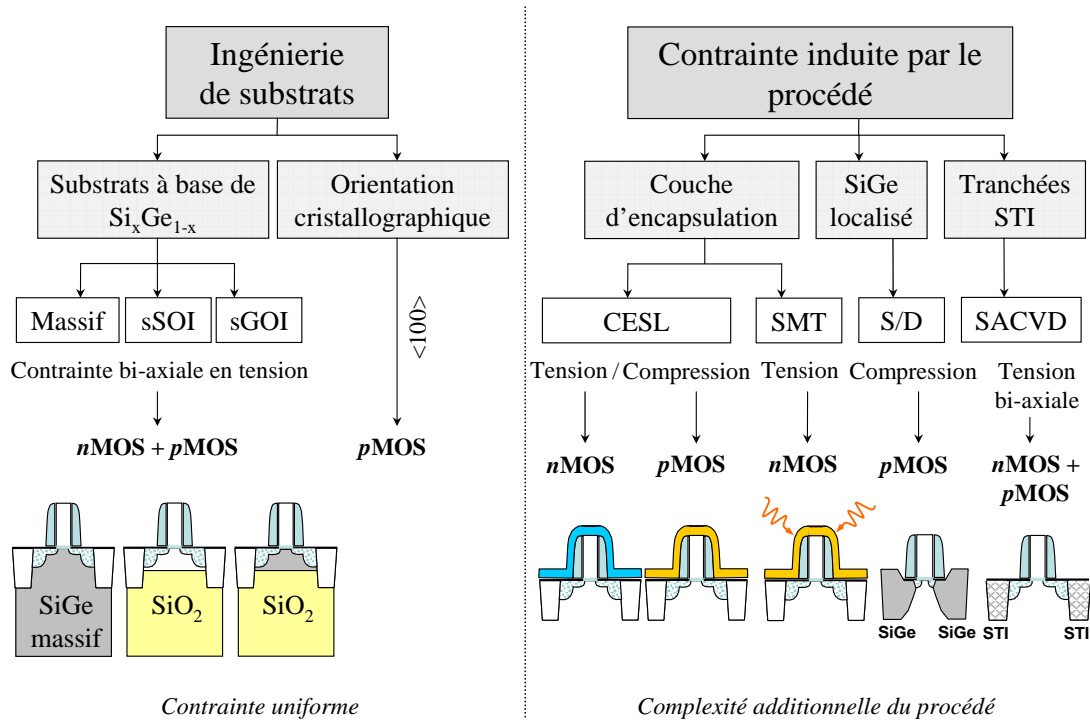 Ingénierie
de substrats
Substrats à base de
SixGe1-x
Orientation
cristallographique
Massif
sSOI
sGOI
<100>
Contrainte bi-axiale en tension
nMOS + pMOS
pMOS
SiGe
massif
SiO2
SiO2
Contrainte uniforme
Contrainte induite par le
procédé
Couche
d’encapsulation
SiGe
localisé
Tranchées
STI
CESL
SMT
S/D
SACVD
Tension / Compression
Tension
Compression
Tension
bi-axiale
nMOS
pMOS
nMOS
pMOS
nMOS +
pMOS
SiGe
SiGe
STI
STI
Complexité additionnelle du procédé